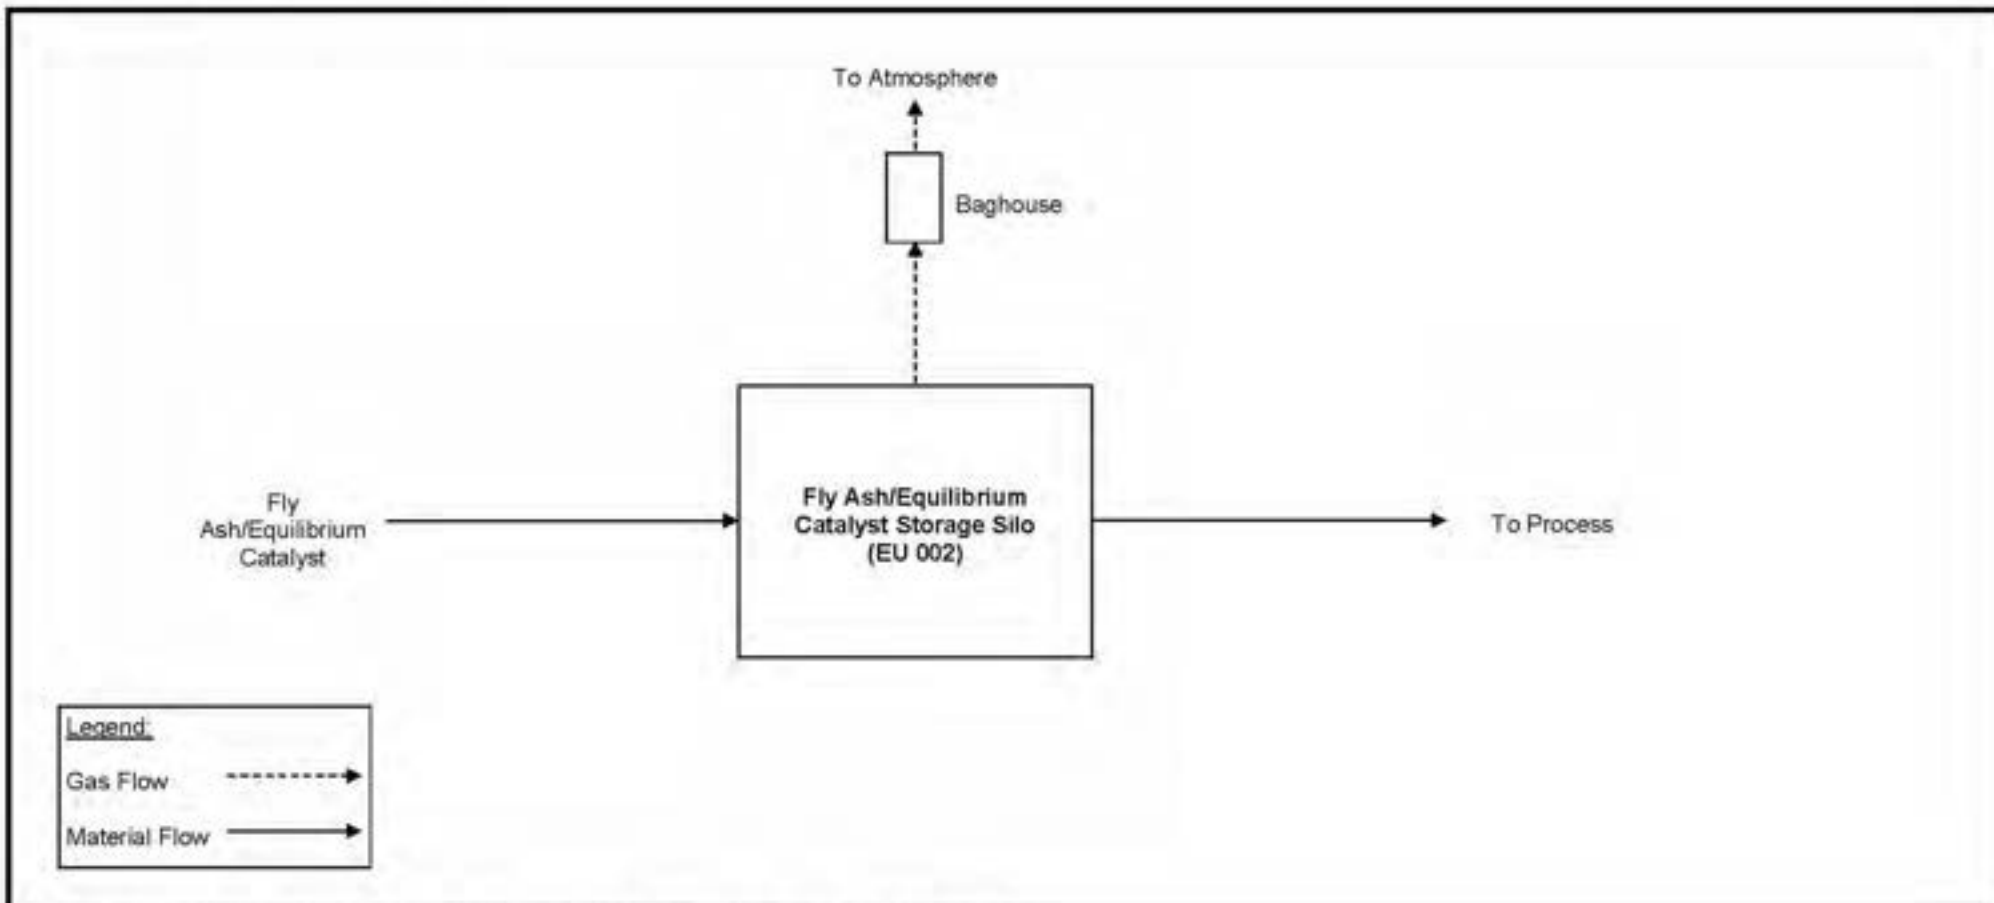 To Atmosphere
Baghouse
Fly
Ash/Equilibrium
Catalyst
Fly Ash/Equilibrium
Catalyst Storage Silo
(EU 002)
To Process
Legend:
Gas Flow
Material Flow